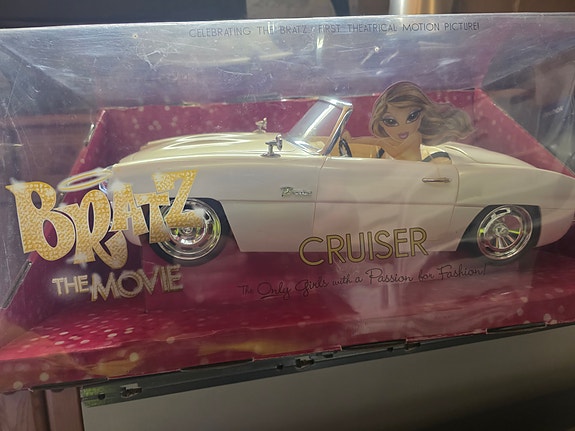 CELEBRATING THE BRATZ' FIRST THEATRICAL MOTION PICTURE!
BRATZ
THE MOVIE
CRUISER
The Only Girls with a Passion for Fashion!